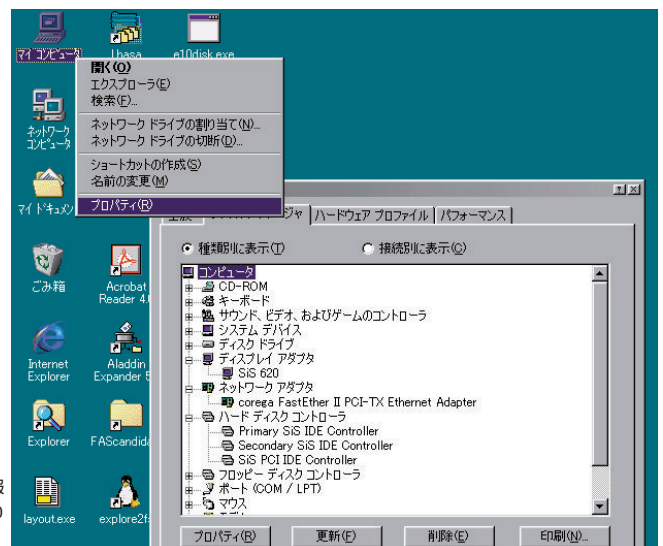 マイ コンピュータ
Lhasa
e10disk.exe
開く(O)
エクスプローラ(E)
検索(F)...
ネットワーク ドライブの割り当て(N)...
ネットワーク ドライブの切断(D)...
ショートカットの作成(S)
名前の変更(M)
プロパティ(R)
ネットワーク
コンピュータ
マイ ドキュメン
ごみ箱
Acrobat
Reader 4.
Internet
Explorer
Aladdin
Expander
Explorer
FAScandid
layout.exe
explore2f
報
ジャ
ハードウェア プロファイル
パフォーマンス
種類別に表示(T)
接続別に表示(C)
コンピュータ
CD-ROM
キーボード
サウンド、ビデオ、およびゲームのコントローラ
システム デバイス
ディスク ドライブ
ディスプレイ アダプタ
SiS 620
ネットワーク アダプタ
corega FastEther II PCI-TX Ethernet Adapter
ハード ディスク コントローラ
Primary SiS IDE Controller
Secondary SiS IDE Controller
SiS PCI IDE Controller
フロッピー ディスク コントローラ
ポート (COM / LPT)
マウス
プロパティ(R)
更新(F)
削除(E)
印刷(N)...